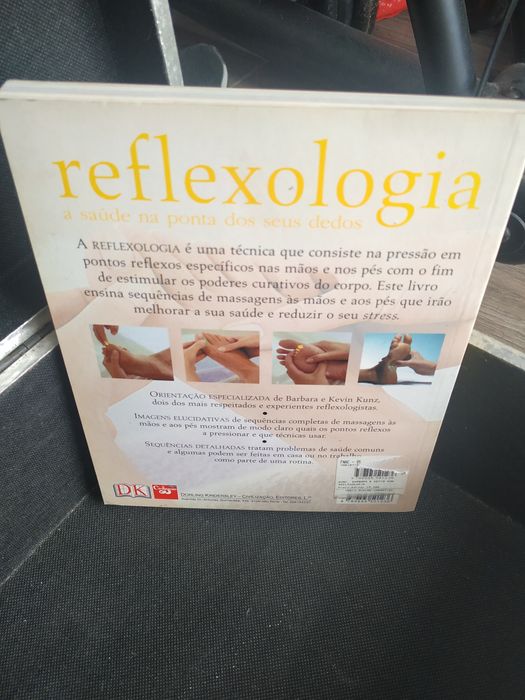 reflexologia
a saúde na ponta dos seus dedos
A REFLEXOLOGIA é uma técnica que consiste na pressão em
pontos reflexos específicos nas mãos e nos pés com o fim
de estimular os poderes curativos do corpo. Este livro
ensina sequências de massagens às mãos e aos pés que irão
melhorar a sua saúde e reduzir o seu stress.
ORIENTAÇÃO ESPECIALIZADA de Barbara e Kevin Kunz,
dois dos mais respeitados e experientes reflexologistas.
•
IMAGENS ELUCIDATIVAS de sequências completas de massagens às
mãos e aos pés mostram de modo claro quais os pontos reflexos
a pressionar e que técnicas usar.
•
SEQUÊNCIAS DETALHADAS tratam problemas de saúde comuns
e algumas podem ser feitas em casa ou no trabalho
como parte de uma rotina.
DK
DORLING KINDERSLEY – CIVILIZAÇÃO, EDITORES, L.